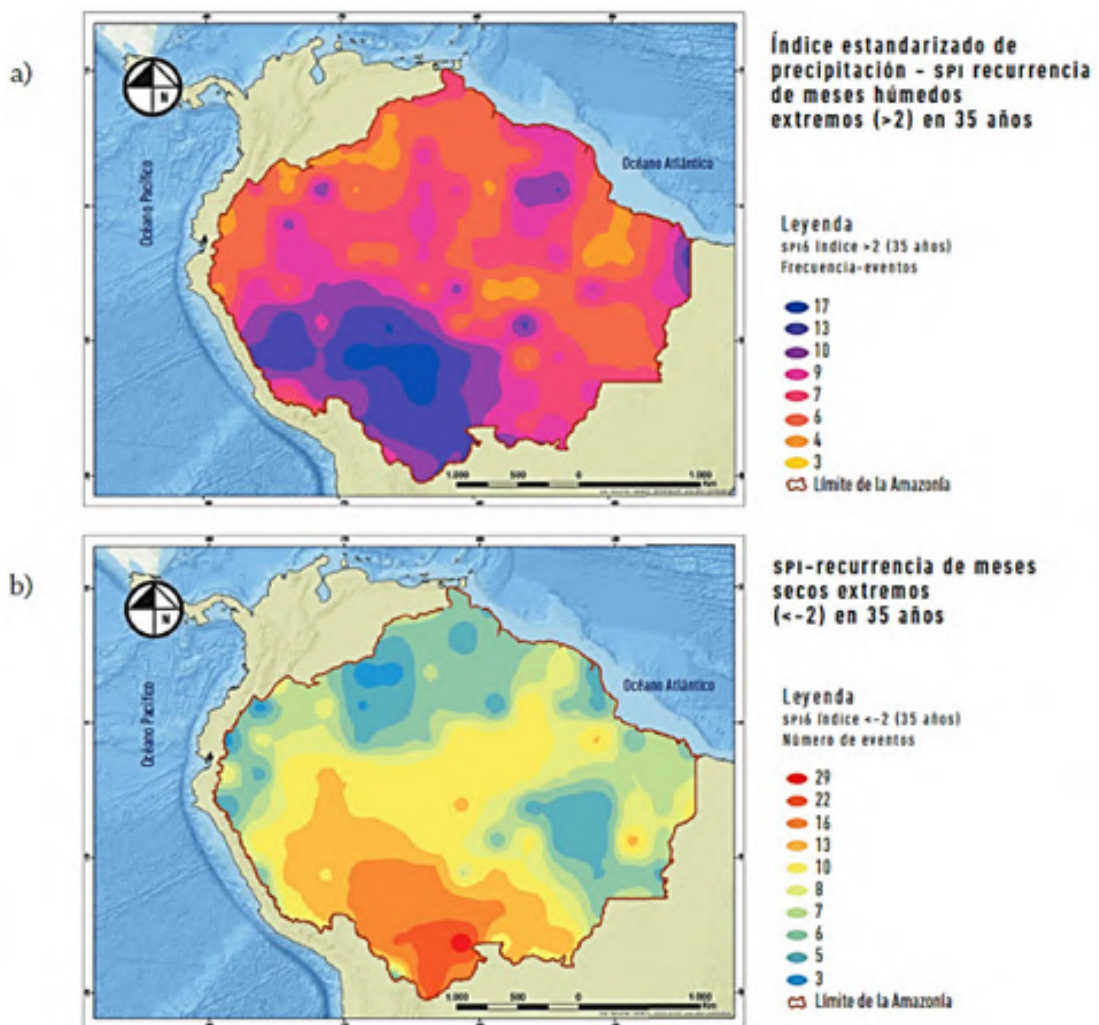 a)
N
Océano Pacífico
Océano Atlántico
1.000 500 0 1.000
Km
Índice estandarizado de
precipitación - SPI recurrencia
de meses húmedos
extremos (>2) en 35 años
Leyenda
SPI6 Indice >2 (35 años)
Frecuencia-eventos
17
13
10
9
7
6
4
3
Límite de la Amazonía
b)
N
Océano Pacífico
Océano Atlántico
1.000 500 0 1.000
Km
SPI-recurrencia de meses
secos extremos
(<-2) en 35 años
Leyenda
SPI6 Indice <-2 (35 años)
Número de eventos
29
22
16
13
10
8
7
6
5
3
Límite de la Amazonía